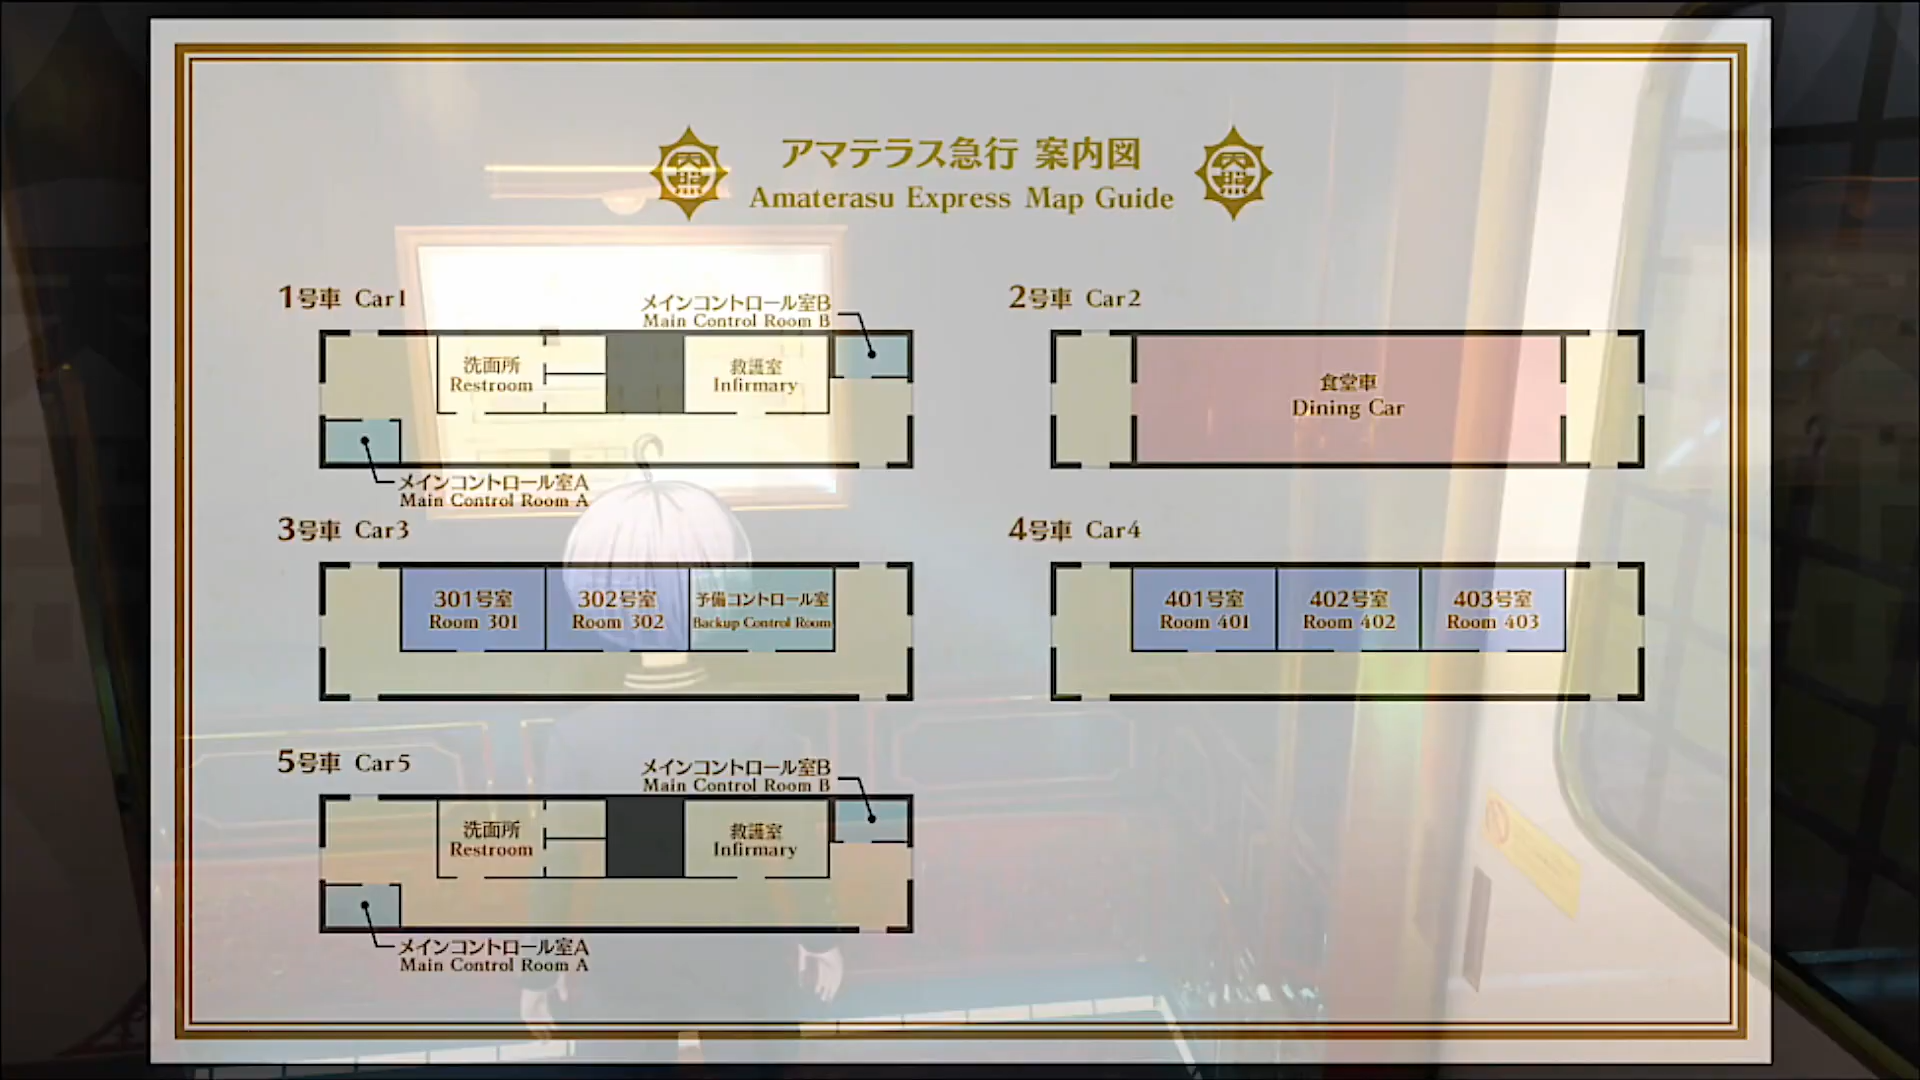 アマテラス急行 案内図
Amaterasu Express Map Guide
天照
天照
1号車 Car1
メインコントロール室B
Main Control Room B
洗面所
Restroom
救護室
Infirmary
メインコントロール室A
Main Control Room A
2号車 Car2
食堂車
Dining Car
3号車 Car3
301号室
Room 301
302号室
Room 302
予備コントロール室
Backup Control Room
4号車 Car4
401号室
Room 401
402号室
Room 402
403号室
Room 403
5号車 Car5
メインコントロール室B
Main Control Room B
洗面所
Restroom
救護室
Infirmary
メインコントロール室A
Main Control Room A